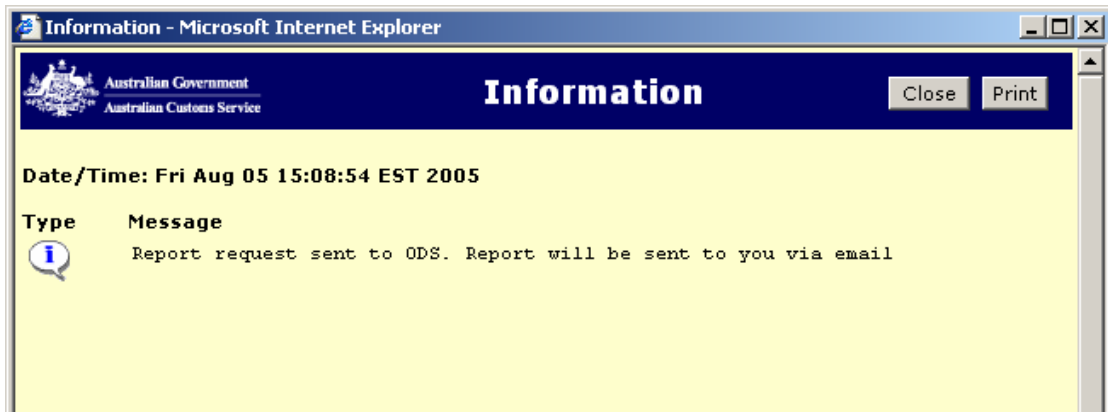 Information - Microsoft Internet Explorer
Australian Government
Australian Customs Service
Information
Close Print
Date/Time: Fri Aug 05 15:08:54 EST 2005
Type Message
i Report request sent to ODS. Report will be sent to you via email